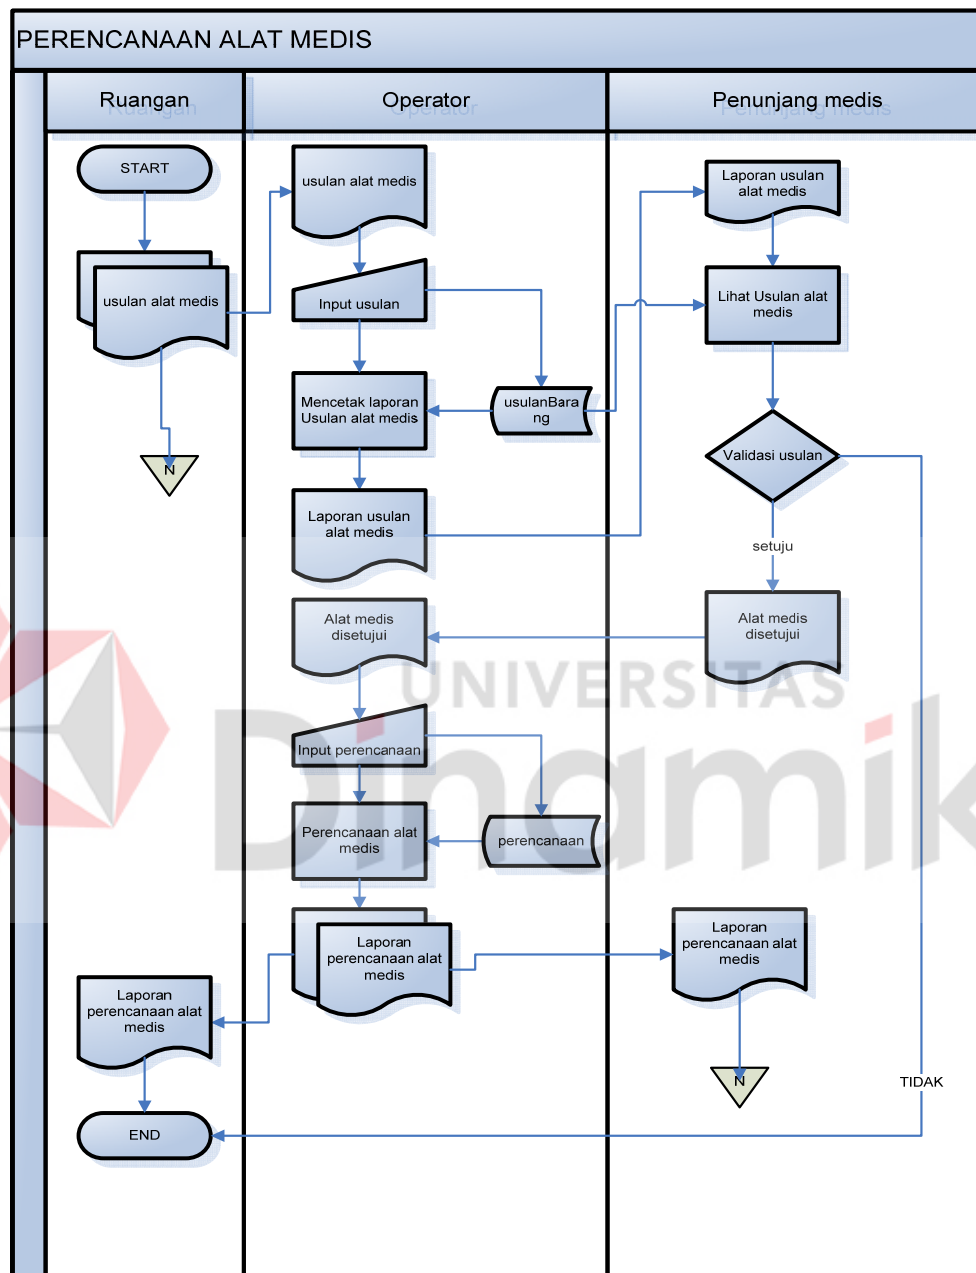 PERENCANAAN ALAT MEDIS
Ruangan
Operator
Penunjang medis
START
usulan alat medis
N
usulan alat medis
Input usulan
Mencetak laporan
Usulan alat medis
usulanBara
ng
Laporan usulan
alat medis
Laporan usulan
alat medis
Lihat Usulan alat
medis
Validasi usulan
setuju
Alat medis
disetujui
Alat medis
disetujui
Input perencanaan
Perencanaan alat
medis
perencanaan
Laporan
perencanaan alat
medis
Laporan
perencanaan alat
medis
Laporan
perencanaan alat
medis
N
TIDAK
END
UNIVERSITAS
Dinamik